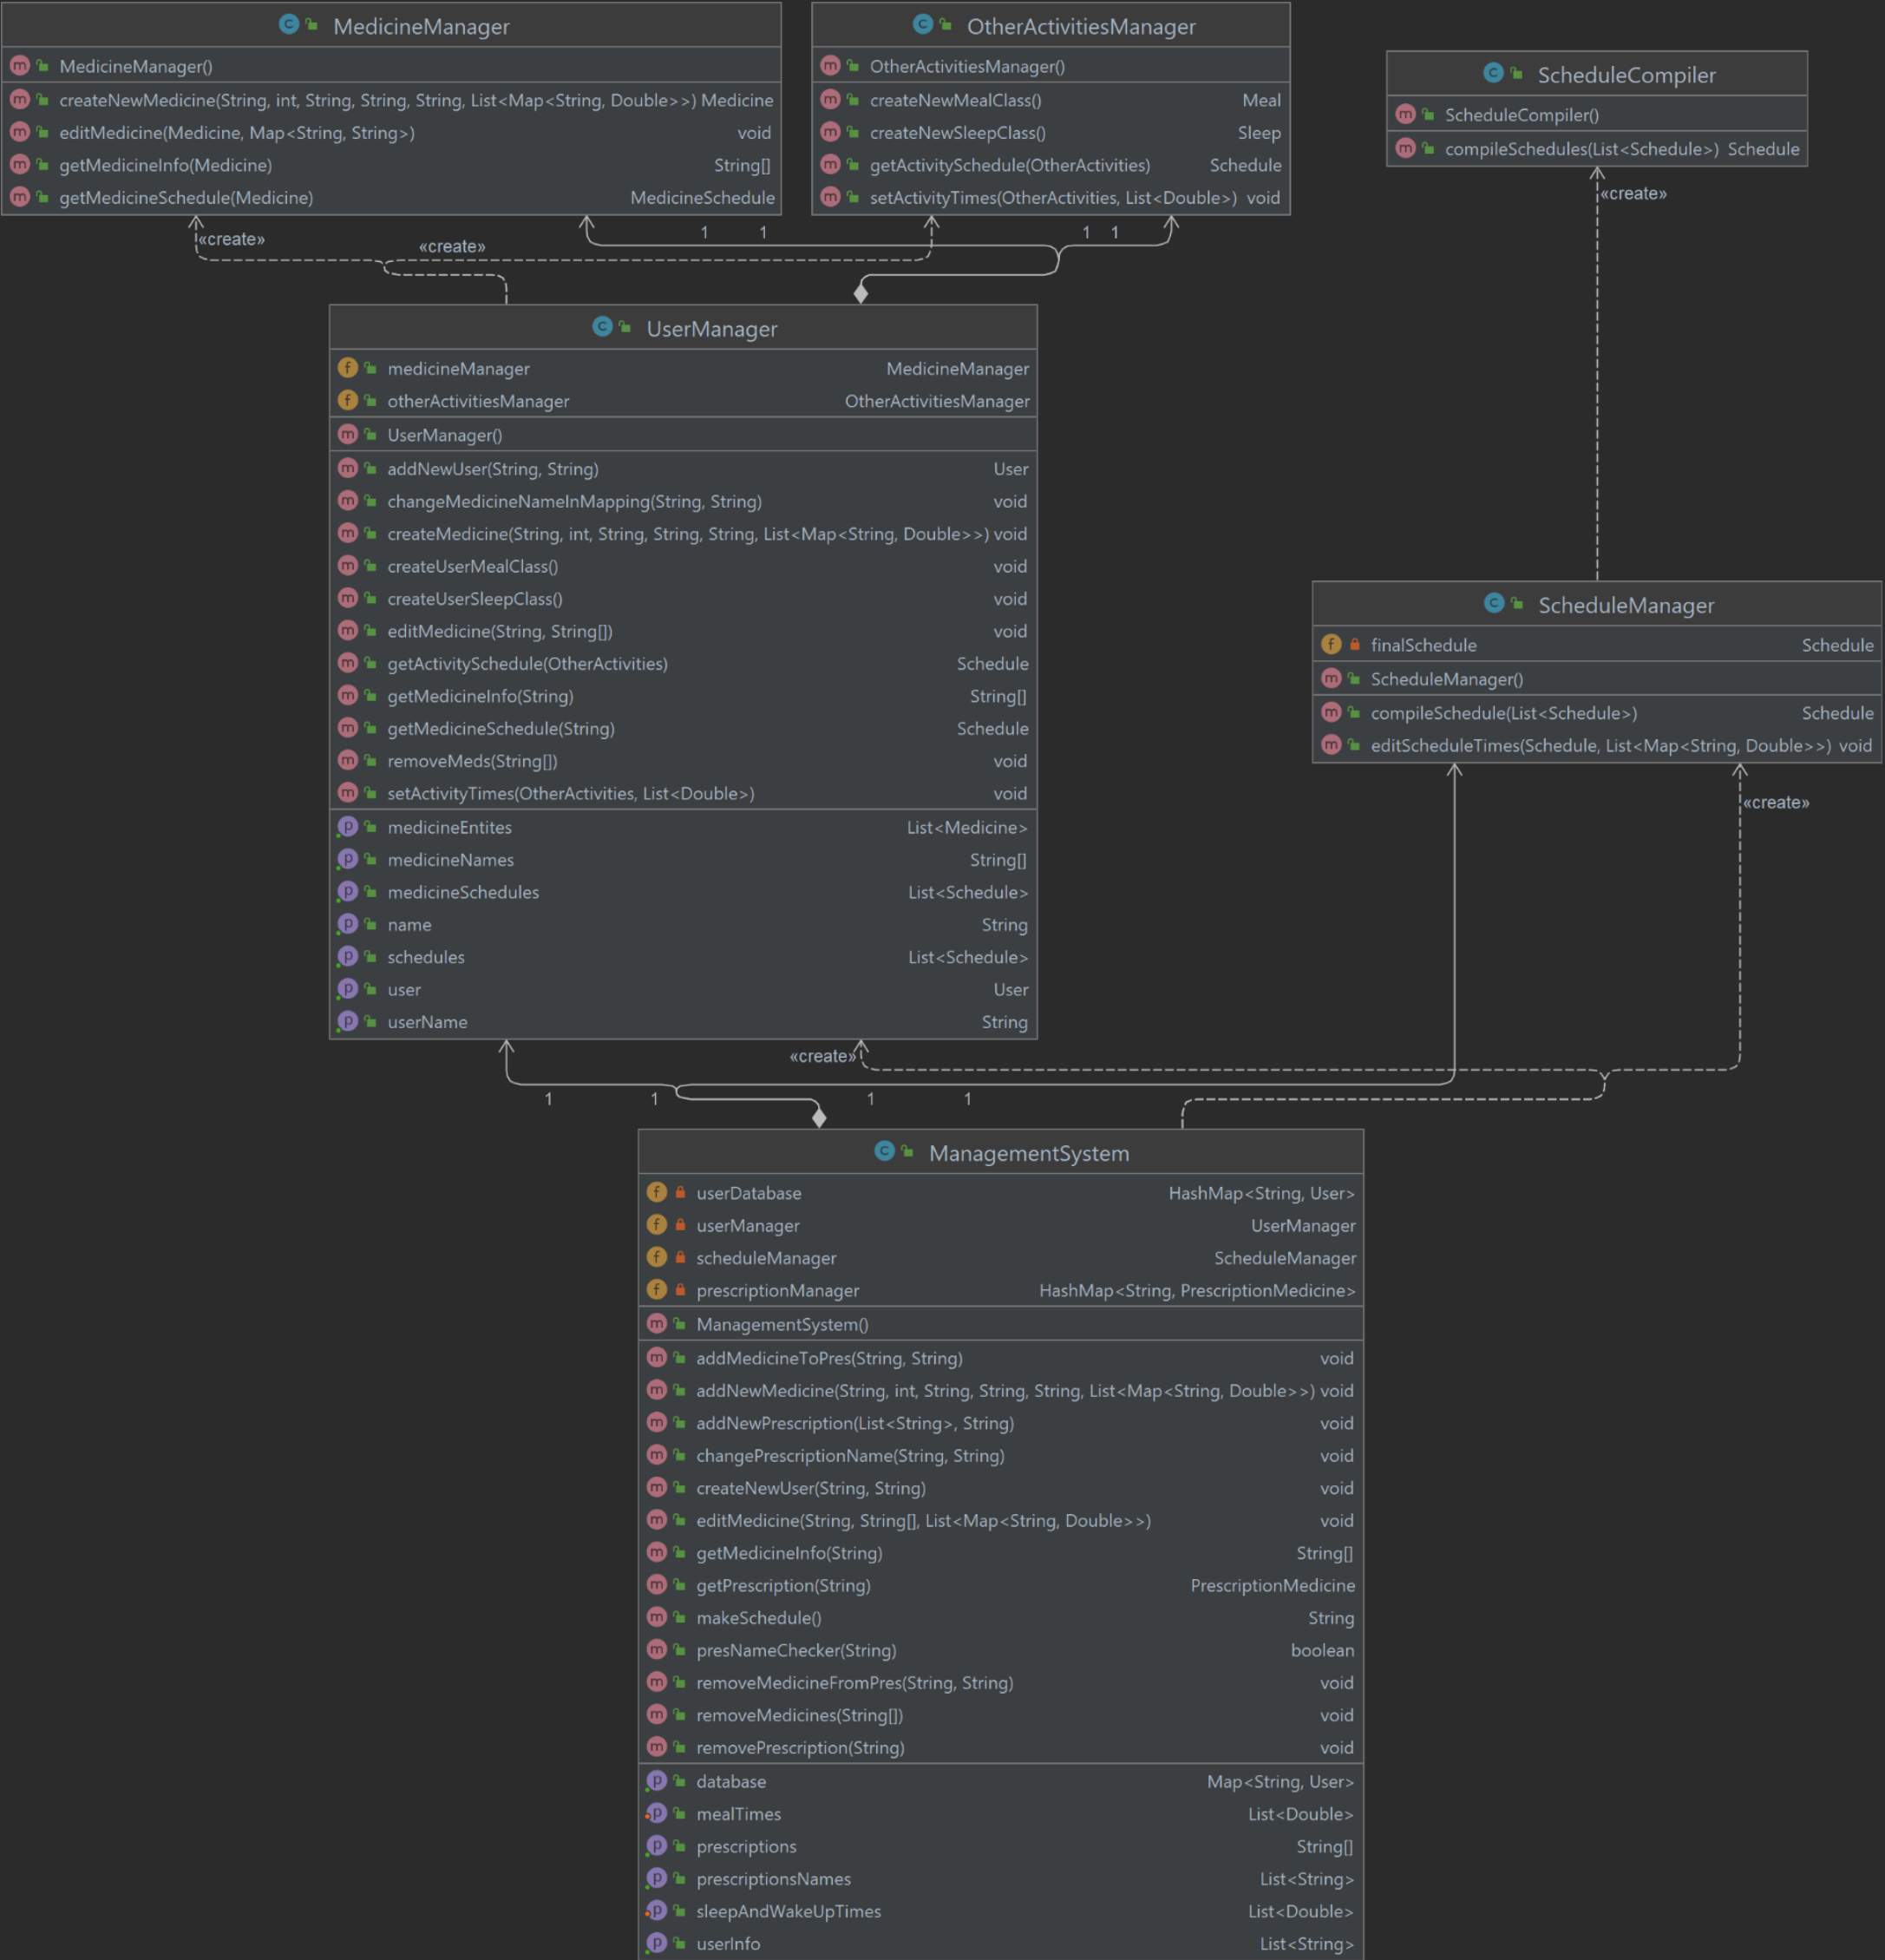 MedicineManager
MedicineManager()
createNewMedicine(String, int, String, String, String, List<Map<String, Double>>) Medicine
editMedicine(Medicine, Map<String, String>) void
getMedicineInfo(Medicine) String[]
getMedicineSchedule(Medicine) MedicineSchedule
OtherActivitiesManager
OtherActivitiesManager()
createNewMealClass() Meal
createNewSleepClass() Sleep
getActivitySchedule(OtherActivities) Schedule
setActivityTimes(OtherActivities, List<Double>) void
ScheduleCompiler
ScheduleCompiler()
compileSchedules(List<Schedule>) Schedule
«create»
«create»
«create»
1 1 1 1
UserManager
medicineManager MedicineManager
otherActivitiesManager OtherActivitiesManager
UserManager()
addNewUser(String, String) User
changeMedicineNameInMapping(String, String) void
createMedicine(String, int, String, String, String, List<Map<String, Double>>) void
createUserMealClass() void
createUserSleepClass() void
editMedicine(String, String[]) void
getActivitySchedule(OtherActivities) Schedule
getMedicineInfo(String) String[]
getMedicineSchedule(String) Schedule
removeMeds(String[]) void
setActivityTimes(OtherActivities, List<Double>) void
medicineEntites List<Medicine>
medicineNames String[]
medicineSchedules List<Schedule>
name String
schedules List<Schedule>
user User
userName String
ScheduleManager
finalSchedule Schedule
ScheduleManager()
compileSchedule(List<Schedule>) Schedule
editScheduleTimes(Schedule, List<Map<String, Double>>) void
«create»
«create»
1 1 1 1
ManagementSystem
userDatabase HashMap<String, User>
userManager UserManager
scheduleManager ScheduleManager
prescriptionManager HashMap<String, PrescriptionMedicine>
ManagementSystem()
addMedicineToPres(String, String) void
addNewMedicine(String, int, String, String, String, List<Map<String, Double>>) void
addNewPrescription(List<String>, String) void
changePrescriptionName(String, String) void
createNewUser(String, String) void
editMedicine(String, String[], List<Map<String, Double>>) void
getMedicineInfo(String) String[]
getPrescription(String) PrescriptionMedicine
makeSchedule() String
presNameChecker(String) boolean
removeMedicineFromPres(String, String) void
removeMedicines(String[]) void
removePrescription(String) void
database Map<String, User>
mealTimes List<Double>
prescriptions String[]
prescriptionsNames List<String>
sleepAndWakeUpTimes List<Double>
userInfo List<String>